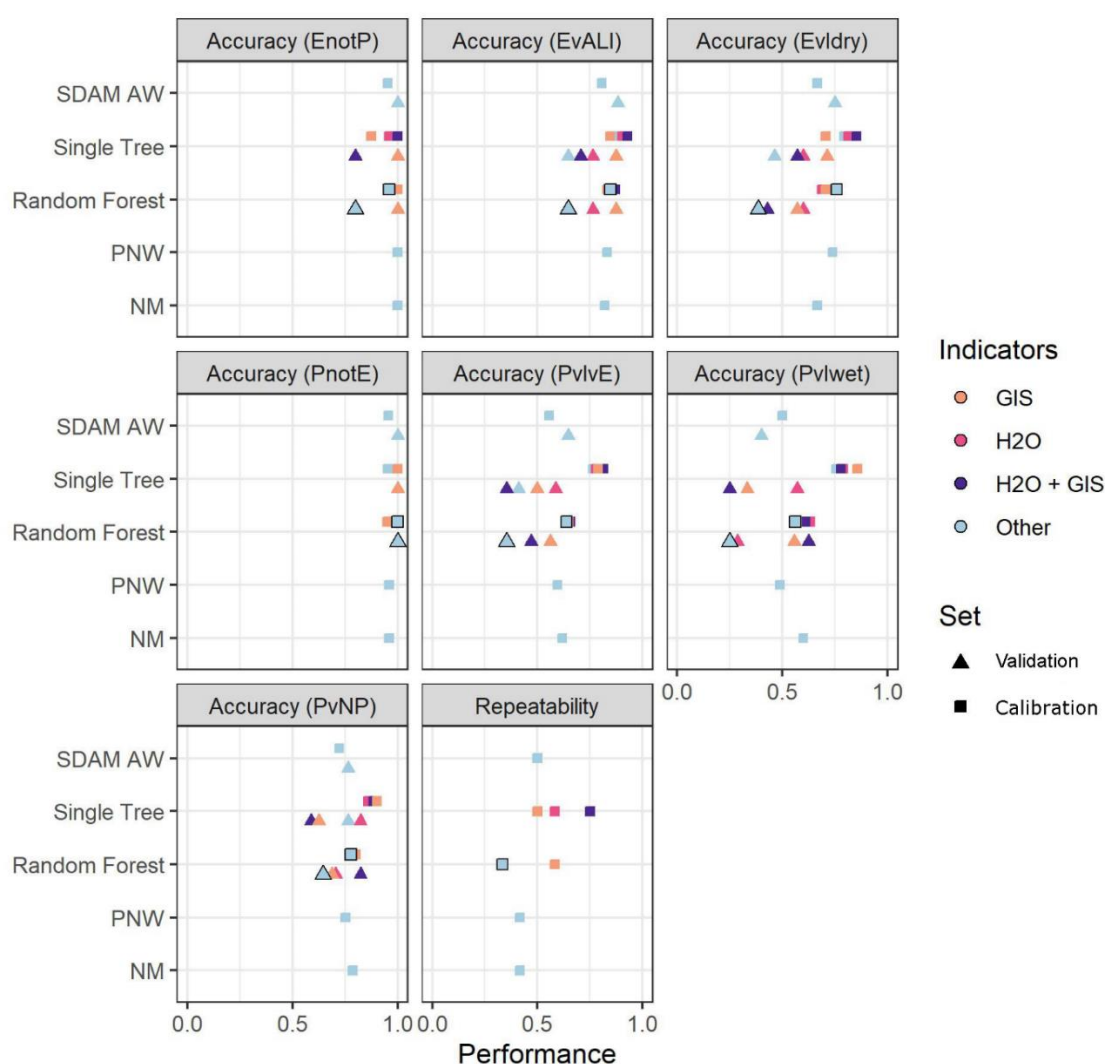 Accuracy (EnotP) Accuracy (EvALI) Accuracy (EvIdry)
SDAM AW
Single Tree
Random Forest
PNW
NM
Accuracy (PnotE) Accuracy (PvIvE) Accuracy (PvIwet)
SDAM AW
Single Tree
Random Forest
PNW
NM
0.0 0.5 1.0
Accuracy (PvNP) Repeatability
SDAM AW
Single Tree
Random Forest
PNW
NM
0.0 0.5 1.0 0.0 0.5 1.0
Performance
Indicators
GIS
H2O
H2O + GIS
Other
Set
Validation
Calibration